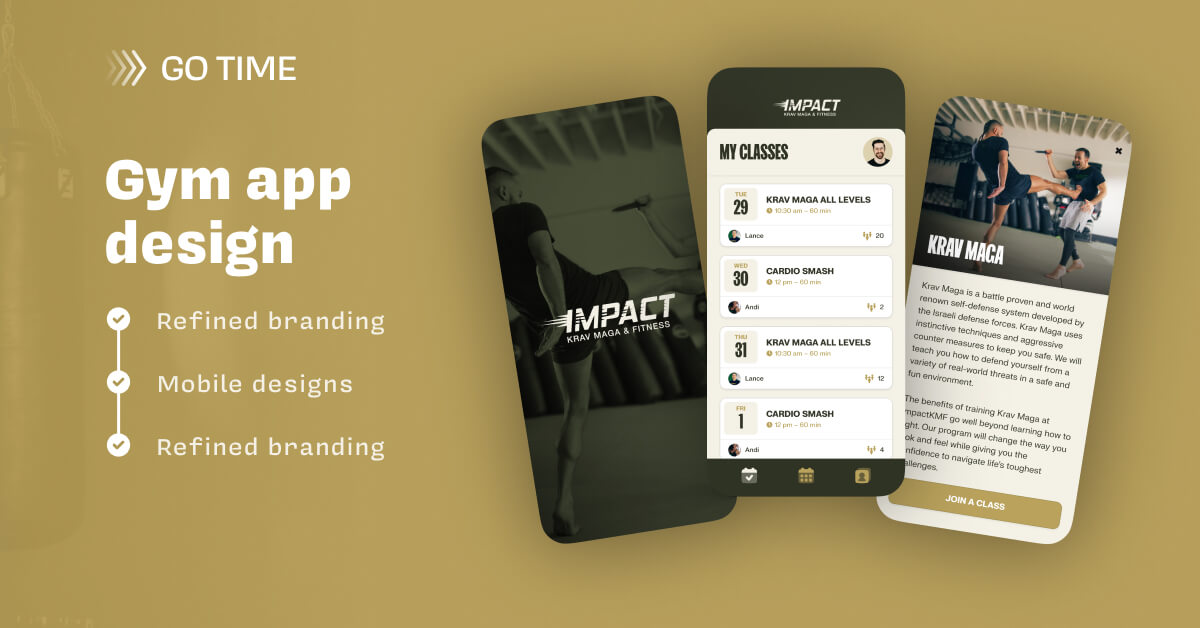 GO TIME
Gym app
design
Refined branding
Mobile designs
Refined branding
IMPACT
KRAV MAGA & FITNESS
IMPACT
KRAV MAGA & FITNESS
MY CLASSES
TUE
29
KRAV MAGA ALL LEVELS
10:30 am – 60 min
Lance
20
WED
30
CARDIO SMASH
12 pm – 60 min
Andi
2
THU
31
KRAV MAGA ALL LEVELS
10:30 am – 60 min
Lance
12
FRI
1
CARDIO SMASH
12 pm – 60 min
Andi
4
KRAV MAGA
Krav Maga is a battle proven and world
renown self-defense system developed by
the Israeli defense forces. Krav Maga uses
instinctive techniques and aggressive
counter measures to keep you safe. We will
teach you how to defend yourself from a
variety of real-world threats in a safe and
fun environment.
The benefits of training Krav Maga at
mpactKMF go well beyond learning how to
ght. Our program will change the way you
ok and feel while giving you the
nfidence to navigate life's toughest
allenges.
JOIN A CLASS